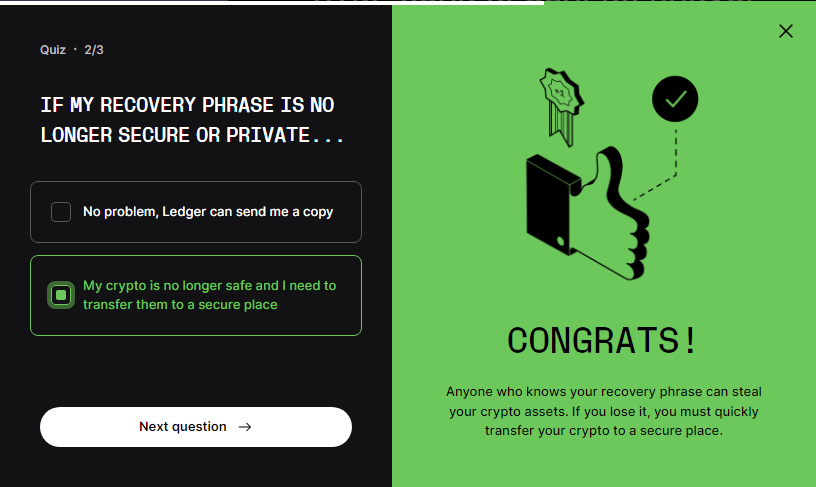 Quiz · 2/3
IF MY RECOVERY PHRASE IS NO
LONGER SECURE OR PRIVATE...
No problem, Ledger can send me a copy
My crypto is no longer safe and I need to
transfer them to a secure place
Next question →
CONGRATS!
Anyone who knows your recovery phrase can steal
your crypto assets. If you lose it, you must quickly
transfer your crypto to a secure place.